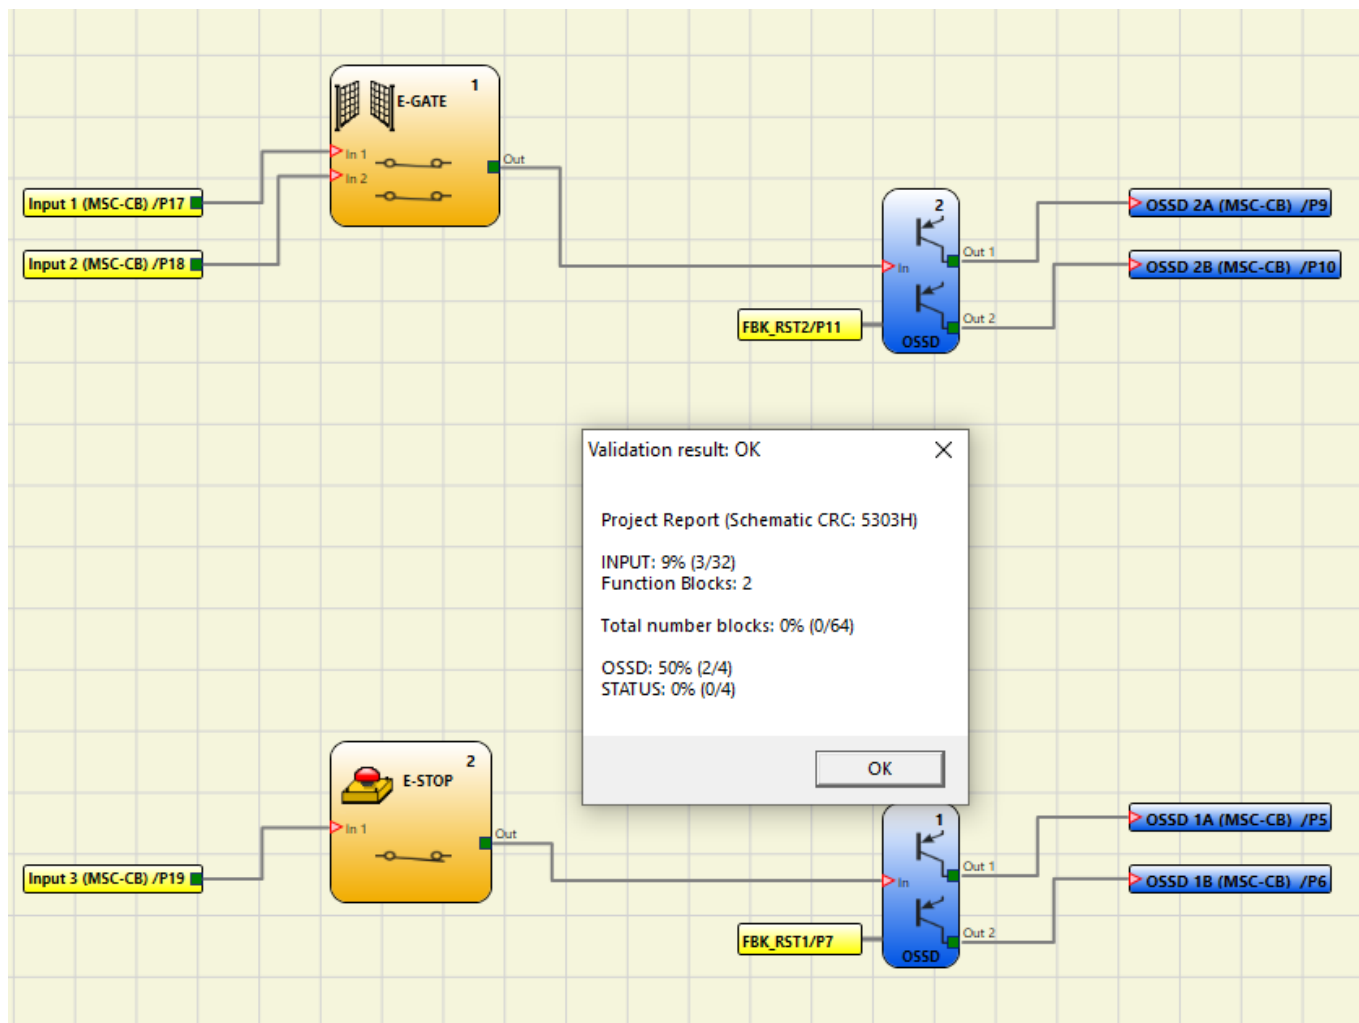 1
E-GATE
In 1
In 2
Out
Input 1 (MSC-CB) /P17
Input 2 (MSC-CB) /P18
2
In
Out 1
Out 2
OSSD
OSSD 2A (MSC-CB) /P9
OSSD 2B (MSC-CB) /P10
FBK_RST2/P11
Validation result: OK
Project Report (Schematic CRC: 5303H)
INPUT: 9% (3/32)
Function Blocks: 2
Total number blocks: 0% (0/64)
OSSD: 50% (2/4)
STATUS: 0% (0/4)
OK
2
E-STOP
In 1
Out
Input 3 (MSC-CB) /P19
1
In
Out 1
Out 2
OSSD
OSSD 1A (MSC-CB) /P5
OSSD 1B (MSC-CB) /P6
FBK_RST1/P7